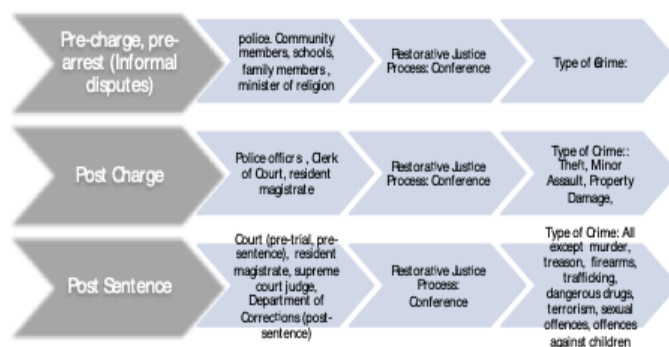 Pre-charge, pre-
arrest (Informal
disputes)
police. Community
members, schools,
family members ,
minister of religion
Restorative Justice
Process: Conference
Type of Crime:
Post Charge
Police officrs , Clerk
of Court, resident
magistrate
Restorative Justice
Process: Conference
Type of Crime::
Theft, Minor
Assault, Property
Damage,
Post Sentence
Court (pre-trial, pre-
sentence), resident
magistrate, supreme
court judge,
Department of
Corrections (post-
sentence)
Restorative Justice
Process:
Conference
Type of Crime: All
except murder,
treason, firearms,
trafficking,
dangerous drugs,
terrorism, sexual
offences, offences
against children